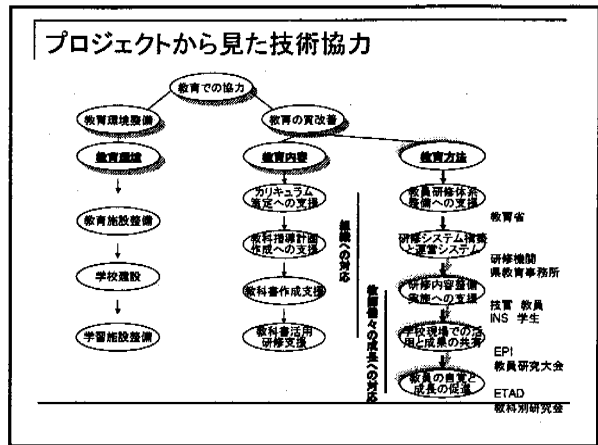 プロジェクトから見た技術協力
教育での協力
教育環境整備
教育の質改善
教育環境
教育施設整備
学校建設
学習施設整備
教育内容
カリキュラム
策定への支援
教科指導計画
作成への支援
教科書作成支援
教科書活用
研修支援
組織への対応
教師個々の成長への対応
教育方法
教員研修体系
整備への支援
教育省
研修システム構築
と運営システム
研修機関
県教育事務所
研修内容整備
実施への支援
技官 教員
INS 学生
学校現場での活
用と成果の共有
EPI
教員研究大会
教員の自覚と
成長の促進
ETAD
教科別研究会